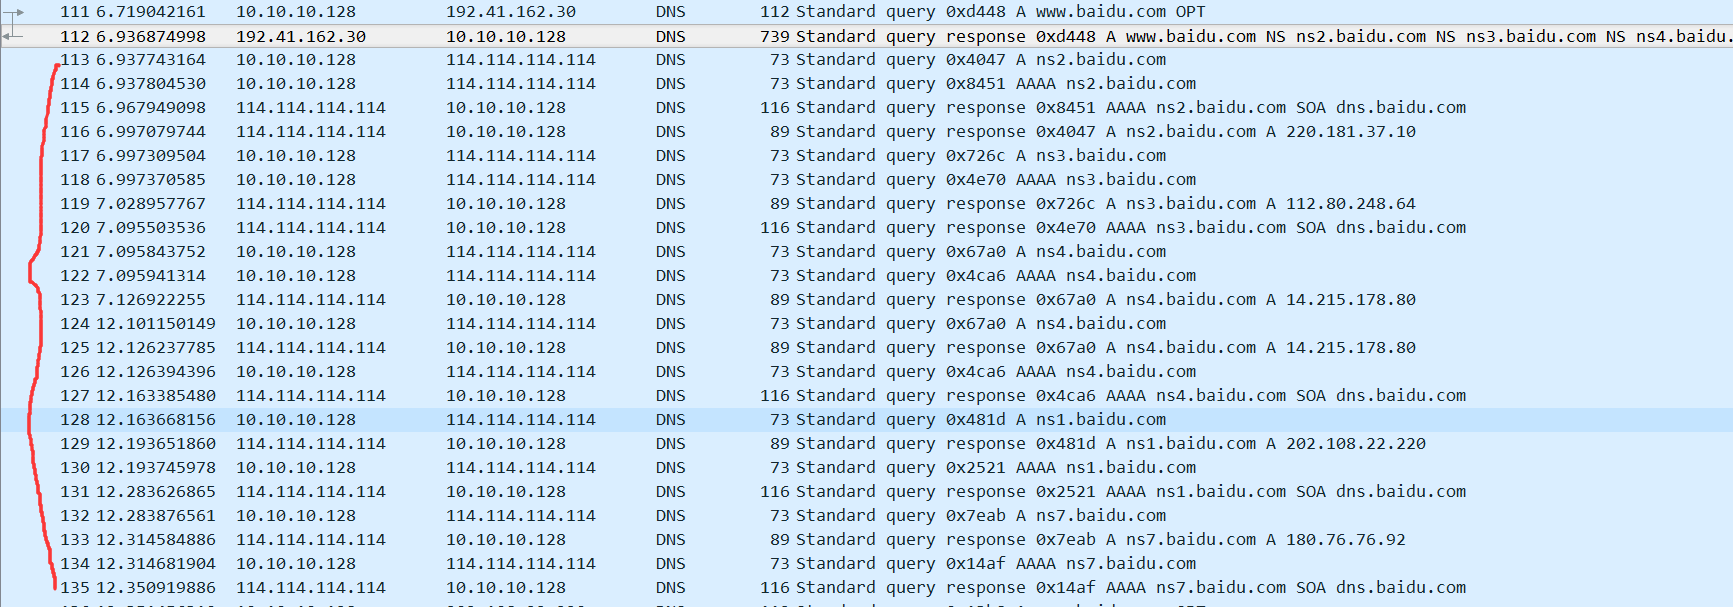 111 6.719042161 10.10.10.128 192.41.162.30 DNS 112 Standard query 0xd448 A www.baidu.com OPT
112 6.936874998 192.41.162.30 10.10.10.128 DNS 739 Standard query response 0xd448 A www.baidu.com NS ns2.baidu.com NS ns3.baidu.com NS ns4.baidu.
113 6.937743164 10.10.10.128 114.114.114.114 DNS 73 Standard query 0x4047 A ns2.baidu.com
114 6.937804530 10.10.10.128 114.114.114.114 DNS 73 Standard query 0x8451 AAAA ns2.baidu.com
115 6.967949098 114.114.114.114 10.10.10.128 DNS 116 Standard query response 0x8451 AAAA ns2.baidu.com SOA dns.baidu.com
116 6.997079744 114.114.114.114 10.10.10.128 DNS 89 Standard query response 0x4047 A ns2.baidu.com A 220.181.37.10
117 6.997309504 10.10.10.128 114.114.114.114 DNS 73 Standard query 0x726c A ns3.baidu.com
118 6.997370585 10.10.10.128 114.114.114.114 DNS 73 Standard query 0x4e70 AAAA ns3.baidu.com
119 7.028957767 114.114.114.114 10.10.10.128 DNS 89 Standard query response 0x726c A ns3.baidu.com A 112.80.248.64
120 7.095503536 114.114.114.114 10.10.10.128 DNS 116 Standard query response 0x4e70 AAAA ns3.baidu.com SOA dns.baidu.com
121 7.095843752 10.10.10.128 114.114.114.114 DNS 73 Standard query 0x67a0 A ns4.baidu.com
122 7.095941314 10.10.10.128 114.114.114.114 DNS 73 Standard query 0x4ca6 AAAA ns4.baidu.com
123 7.126922255 114.114.114.114 10.10.10.128 DNS 89 Standard query response 0x67a0 A ns4.baidu.com A 14.215.178.80
124 12.101150149 10.10.10.128 114.114.114.114 DNS 73 Standard query 0x67a0 A ns4.baidu.com
125 12.126237785 114.114.114.114 10.10.10.128 DNS 89 Standard query response 0x67a0 A ns4.baidu.com A 14.215.178.80
126 12.126394396 10.10.10.128 114.114.114.114 DNS 73 Standard query 0x4ca6 AAAA ns4.baidu.com
127 12.163385480 114.114.114.114 10.10.10.128 DNS 116 Standard query response 0x4ca6 AAAA ns4.baidu.com SOA dns.baidu.com
128 12.163668156 10.10.10.128 114.114.114.114 DNS 73 Standard query 0x481d A ns1.baidu.com
129 12.193651860 114.114.114.114 10.10.10.128 DNS 89 Standard query response 0x481d A ns1.baidu.com A 202.108.22.220
130 12.193745978 10.10.10.128 114.114.114.114 DNS 73 Standard query 0x2521 AAAA ns1.baidu.com
131 12.283626865 114.114.114.114 10.10.10.128 DNS 116 Standard query response 0x2521 AAAA ns1.baidu.com SOA dns.baidu.com
132 12.283876561 10.10.10.128 114.114.114.114 DNS 73 Standard query 0x7eab A ns7.baidu.com
133 12.314584886 114.114.114.114 10.10.10.128 DNS 89 Standard query response 0x7eab A ns7.baidu.com A 180.76.76.92
134 12.314681904 10.10.10.128 114.114.114.114 DNS 73 Standard query 0x14af AAAA ns7.baidu.com
135 12.350919886 114.114.114.114 10.10.10.128 DNS 116 Standard query response 0x14af AAAA ns7.baidu.com SOA dns.baidu.com